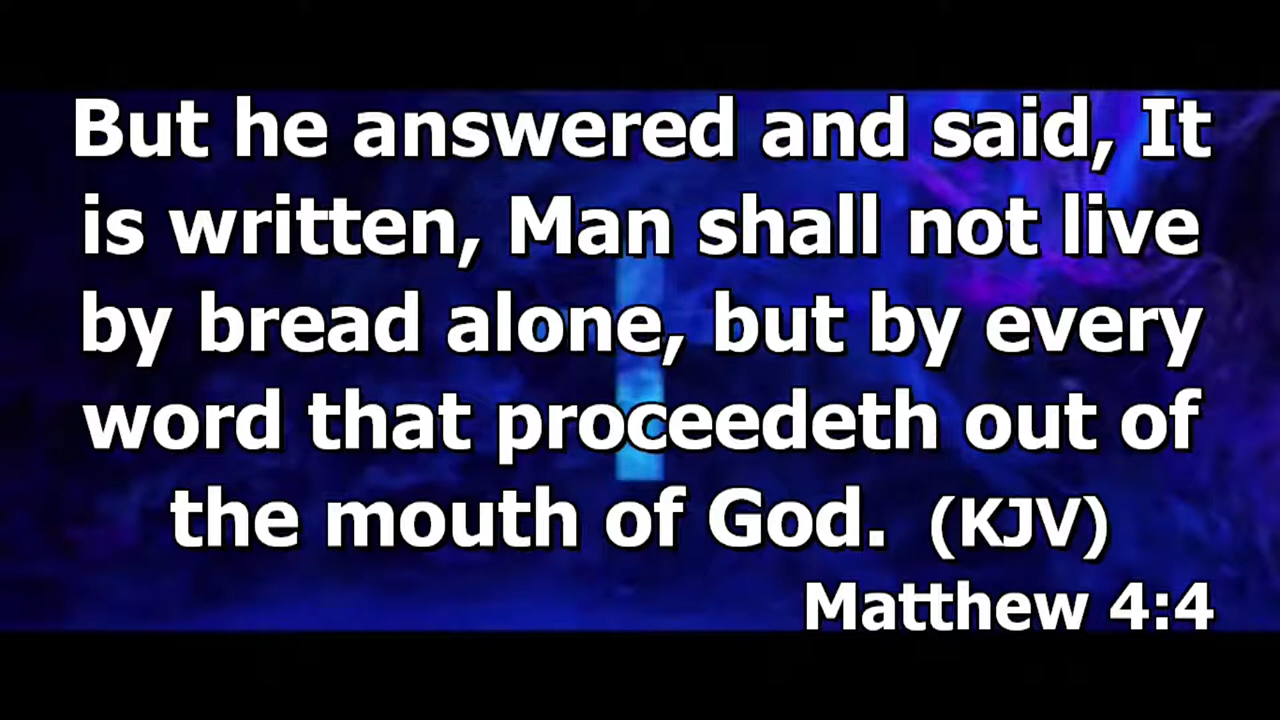 But he answered and said, It
is written, Man shall not live
by bread alone, but by every
word that proceedeth out of
the mouth of God. (KJV)
Matthew 4:4